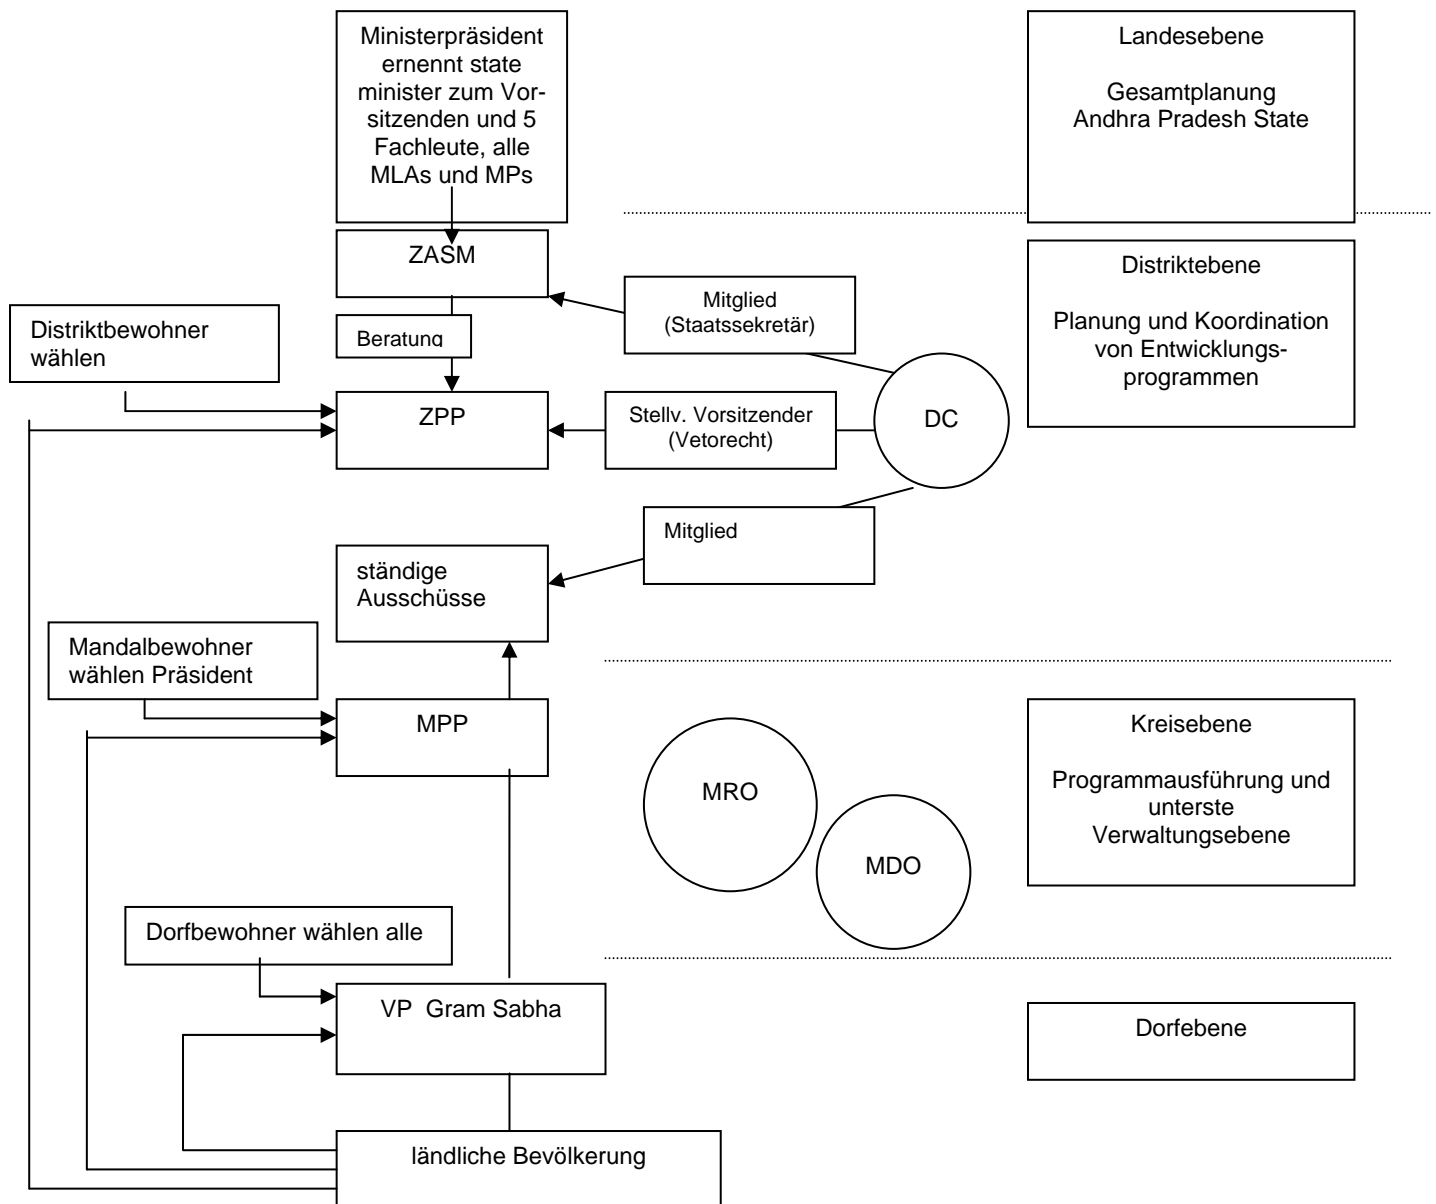 Ministerpräsident
ernennt state
minister zum Vor-
sitzenden und 5
Fachleute, alle
MLAs und MPs
Landesebene
Gesamtplanung
Andhra Pradesh State
ZASM
Distriktebene
Planung und Koordination
von Entwicklungs-
programmen
Mitglied
(Staatssekretär)
Distriktbewohner
wählen
Beratung
ZPP
Stellv. Vorsitzender
(Vetorecht)
DC
Mitglied
ständige
Ausschüsse
Mandalbewohner
wählen Präsident
MPP
Kreisebene
Programmausführung und
unterste
Verwaltungsebene
MRO
MDO
Dorfbewohner wählen alle
VP Gram Sabha
Dorfebene
ländliche Bevölkerung